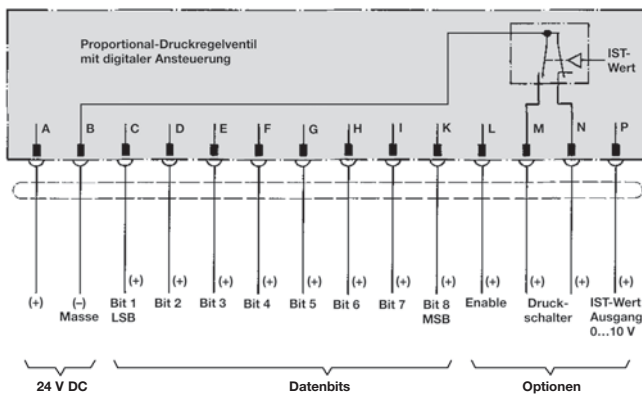 Proportional-Druckregelventil
mit digitaler Ansteuerung
IST-
Wert
A B C D E F G H I K L M N P
(+) (–) (+) (+) (+) (+) (+) (+) (+) (+) (+) (+) (+) (+)
Masse
Bit 1
LSB
Bit 2
Bit 3
Bit 4
Bit 5
Bit 6
Bit 7
Bit 8
MSB
Enable
Druck-
schalter
IST-Wert
Ausgang
0...10 V
24 V DC
Datenbits
Optionen